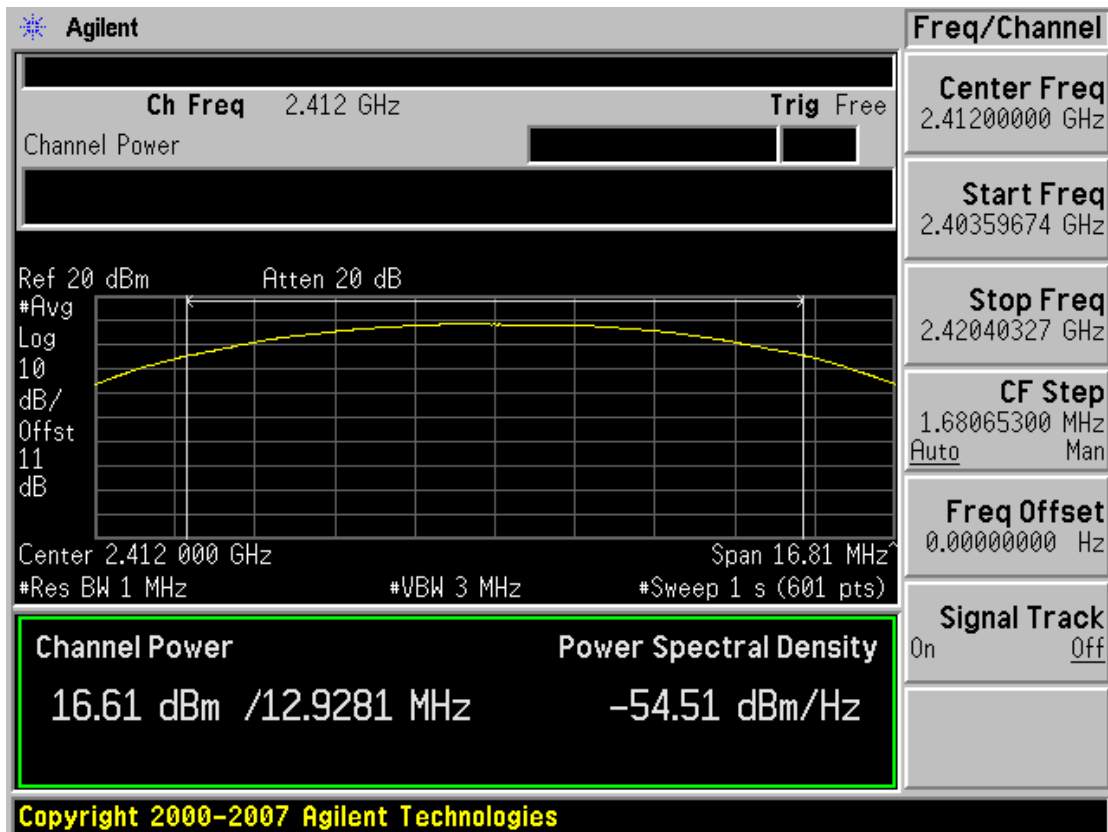 Agilent
Freq/Channel
Ch Freq 2.412 GHz Trig Free
Channel Power
Center Freq
2.41200000 GHz
Start Freq
2.40359674 GHz
Stop Freq
2.42040327 GHz
CF Step
1.68065300 MHz
Auto Man
Freq Offset
0.00000000 Hz
Signal Track
On Off
Ref 20 dBm Atten 20 dB
#Avg
Log
10
dB/
Offst
11
dB
Center 2.412 000 GHz Span 16.81 MHz^
#Res BW 1 MHz #VBW 3 MHz #Sweep 1 s (601 pts)
Channel Power Power Spectral Density
16.61 dBm /12.9281 MHz -54.51 dBm/Hz
Copyright 2000-2007 Agilent Technologies